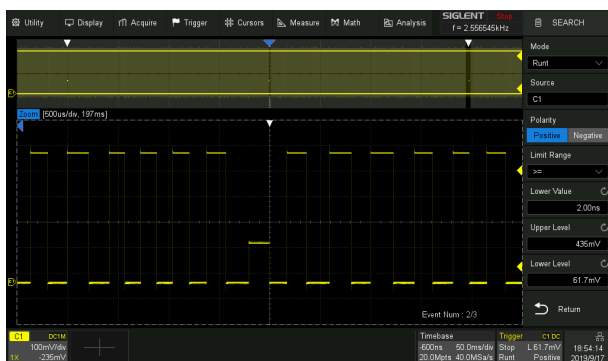 Utility Display Acquire Trigger Cursors Measure Math Analysis SIGLENT Stop
f = 2.556545kHz
SEARCH
Mode
Runt
Source
C1
Polarity
Positive Negative
Limit Range
>=
Lower Value
2.00ns
Upper Level
435mV
Lower Level
61.7mV
Return
Zoom [500us/div, 197ms]
Event Num : 2/3
C1 DC1M
100mV/div
1X -235mV
Timebase
-600ns 50.0ms/div
20.0Mpts 40.0MSa/s
Trigger C1 DC
Stop L 61.7mV
Runt Positive
18:54:14
2019/9/17